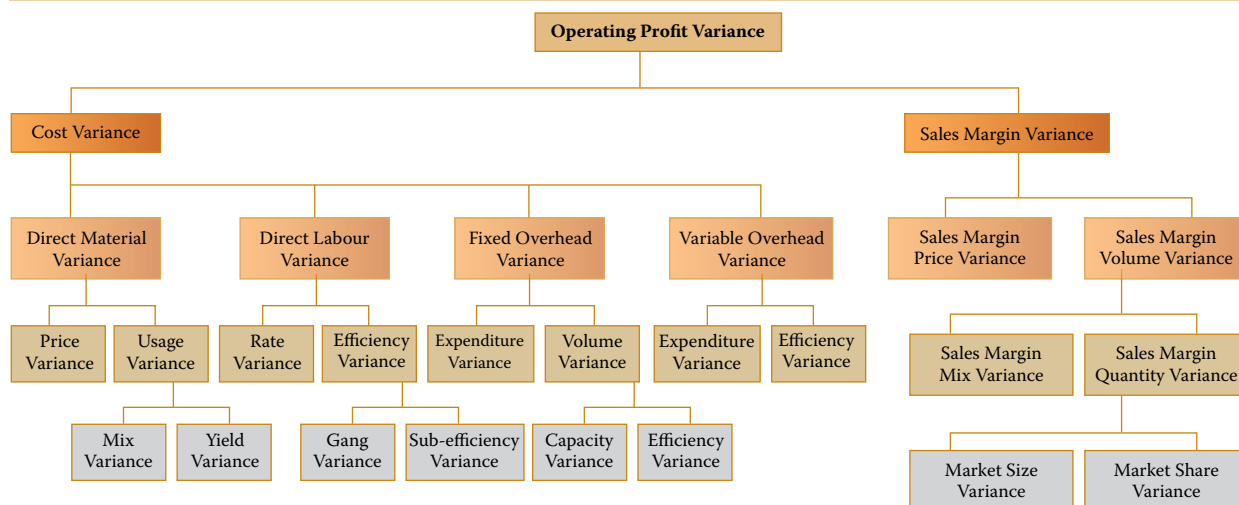 Operating Profit Variance
Cost Variance
Sales Margin Variance
Direct Material
Variance
Direct Labour
Variance
Fixed Overhead
Variance
Variable Overhead
Variance
Sales Margin
Price Variance
Sales Margin
Volume Variance
Price
Variance
Usage
Variance
Rate
Variance
Efficiency
Variance
Expenditure
Variance
Volume
Variance
Expenditure
Variance
Efficiency
Variance
Sales Margin
Mix Variance
Sales Margin
Quantity Variance
Mix
Variance
Yield
Variance
Gang
Variance
Sub-efficiency
Variance
Capacity
Variance
Efficiency
Variance
Market Size
Variance
Market Share
Variance